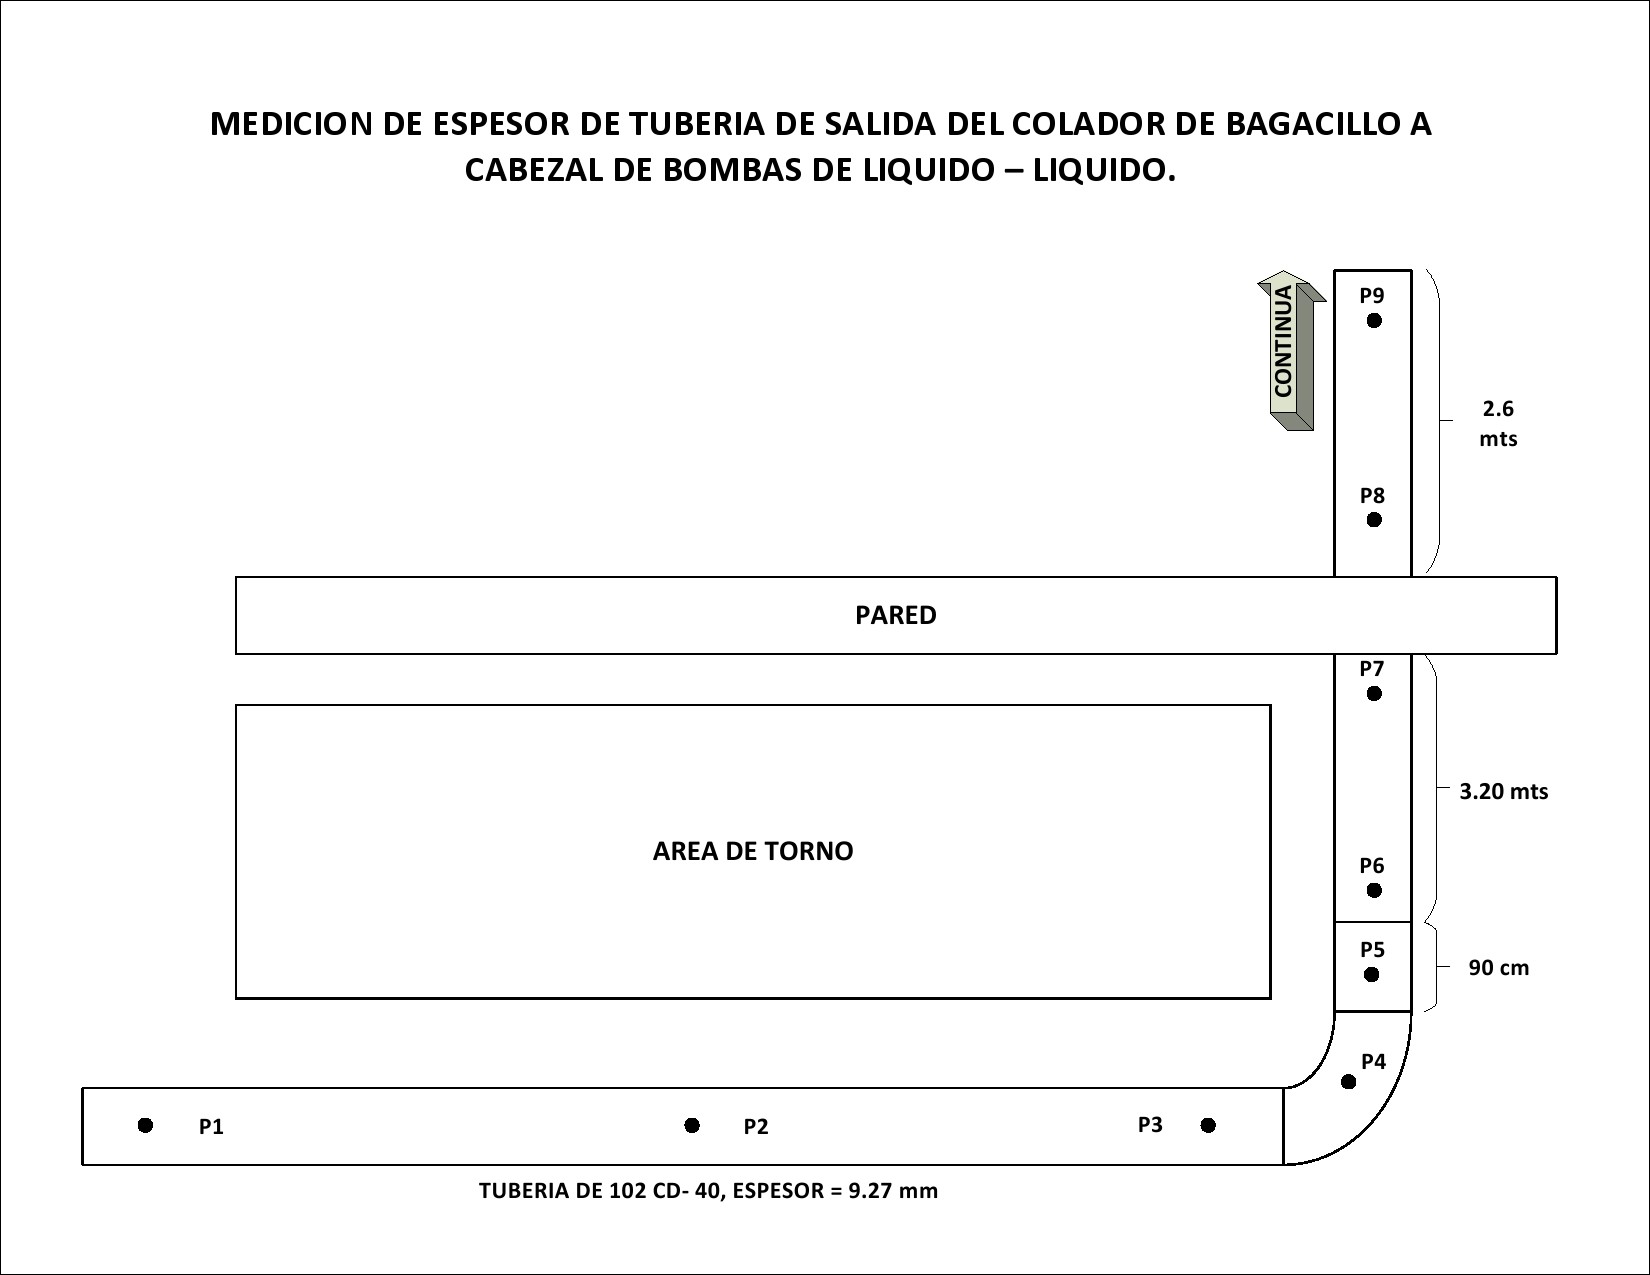 MEDICION DE ESPESOR DE TUBERIA DE SALIDA DEL COLADOR DE BAGACILLO A
CABEZAL DE BOMBAS DE LIQUIDO – LIQUIDO.
CONTINUA
P9
2.6
mts
P8
PARED
P7
3.20 mts
AREA DE TORNO
P6
P5
90 cm
P4
P1
P2
P3
TUBERIA DE 102 CD- 40, ESPESOR = 9.27 mm